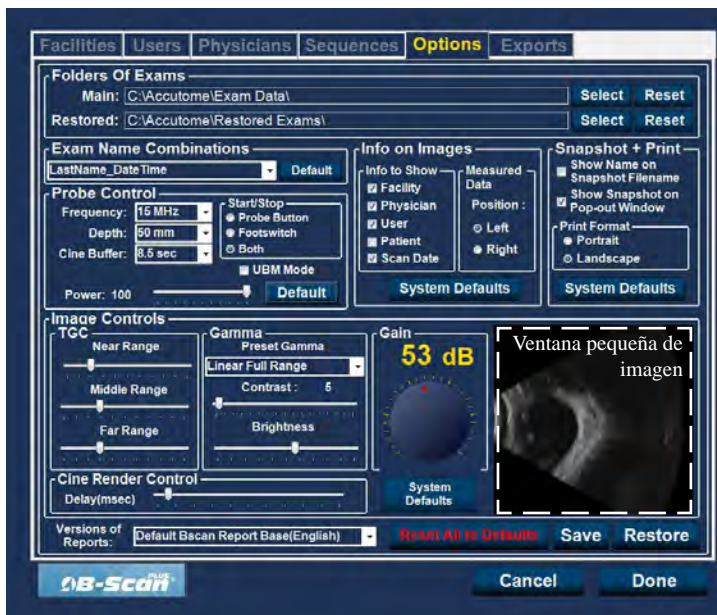 Facilities Users Physicians Sequences Options Exports
Folders Of Exams
Main: C:\Accutome\Exam Data\ Select Reset
Restored: C:\Accutome\Restored Exams\ Select Reset
Exam Name Combinations
LastName_DateTime Default
Probe Control
Frequency: 15 MHz
Depth: 50 mm
Cine Buffer: 8.5 sec
Start/Stop
Probe Button
Footswitch
Both
UBM Mode
Power: 100 Default
Info on Images
Info to Show
Facility
Physician
User
Patient
Scan Date
Measured
Data
Position :
Left
Right
System Defaults
Snapshot + Print
Show Name on
Snapshot Filename
Show Snapshot on
Pop-out Window
Print Format
Portrait
Landscape
System Defaults
Image Controls
TGC
Near Range
Middle Range
Far Range
Gamma
Preset Gamma
Linear Full Range
Contrast : 5
Brightness
Gain
53 dB
System
Defaults
Ventana pequeña de
imagen
Cine Render Control
Delay(msec)
Versions of
Reports: Default Bscan Report Base(English) Reset All to Defaults Save Restore
B-Scan PLUS Cancel Done